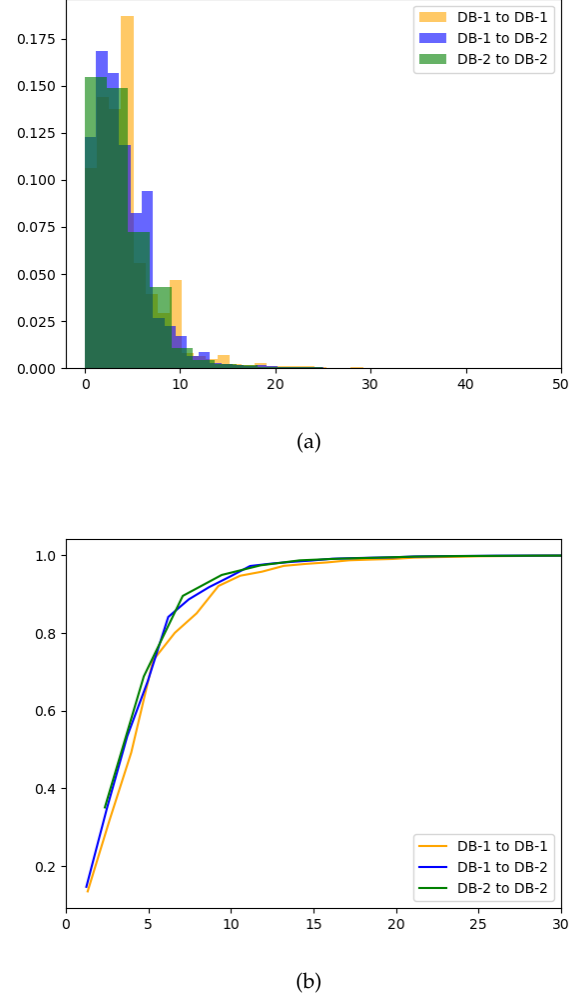 DB-1 to DB-1
DB-1 to DB-2
DB-2 to DB-2
0.175
0.150
0.125
0.100
0.075
0.050
0.025
0.000
0 10 20 30 40 50
(a)
1.0
0.8
0.6
0.4
0.2
DB-1 to DB-1
DB-1 to DB-2
DB-2 to DB-2
0 5 10 15 20 25 30
(b)